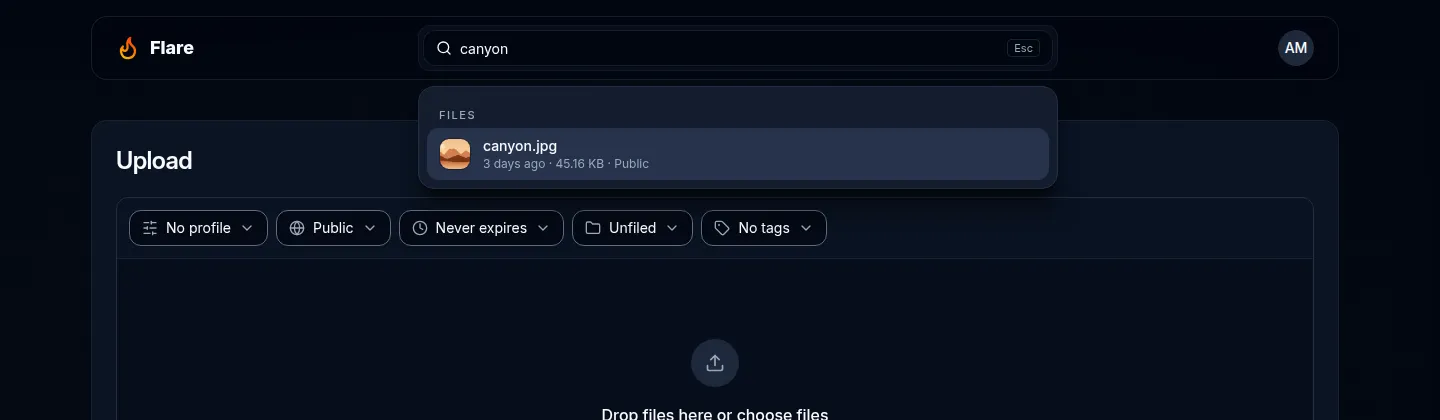 Flare
canyon
Esc
AM
FILES
canyon.jpg
3 days ago · 45.16 KB · Public
Upload
No profile
Public
Never expires
Unfiled
No tags
Drop files here or choose files